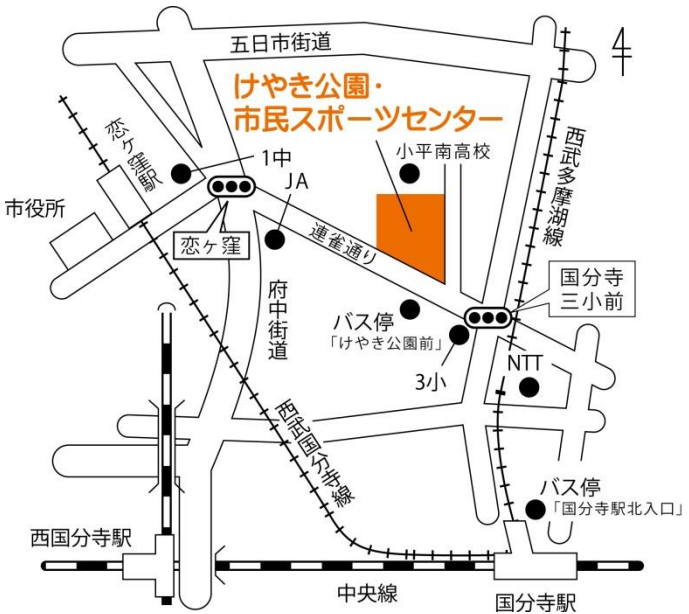 五日市街道
けやき公園・
市民スポーツセンター
小平南高校
西武多摩湖線
恋ヶ窪駅
1中
JA
市役所
恋ヶ窪
連雀通り
国分寺
三小前
府中街道
バス停
「けやき公園前」
3小
NTT
西武国分寺線
バス停
「国分寺駅北入口」
西国分寺駅
中央線
国分寺駅